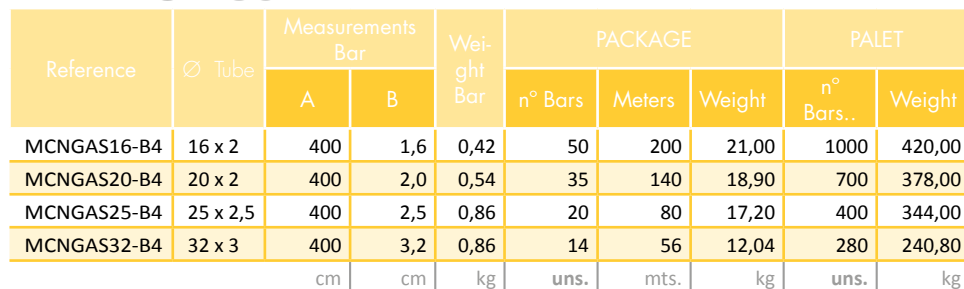 Measurements Bar Wei-ght Bar PACKAGE PALET
Reference Ø Tube
A B n° Bars Meters Weight n° Bars.. Weight
MCNGAS16-B4 16 x 2 400 1,6 0,42 50 200 21,00 1000 420,00
MCNGAS20-B4 20 x 2 400 2,0 0,54 35 140 18,90 700 378,00
MCNGAS25-B4 25 x 2,5 400 2,5 0,86 20 80 17,20 400 344,00
MCNGAS32-B4 32 x 3 400 3,2 0,86 14 56 12,04 280 240,80
cm cm kg uns. mts. kg uns. kg